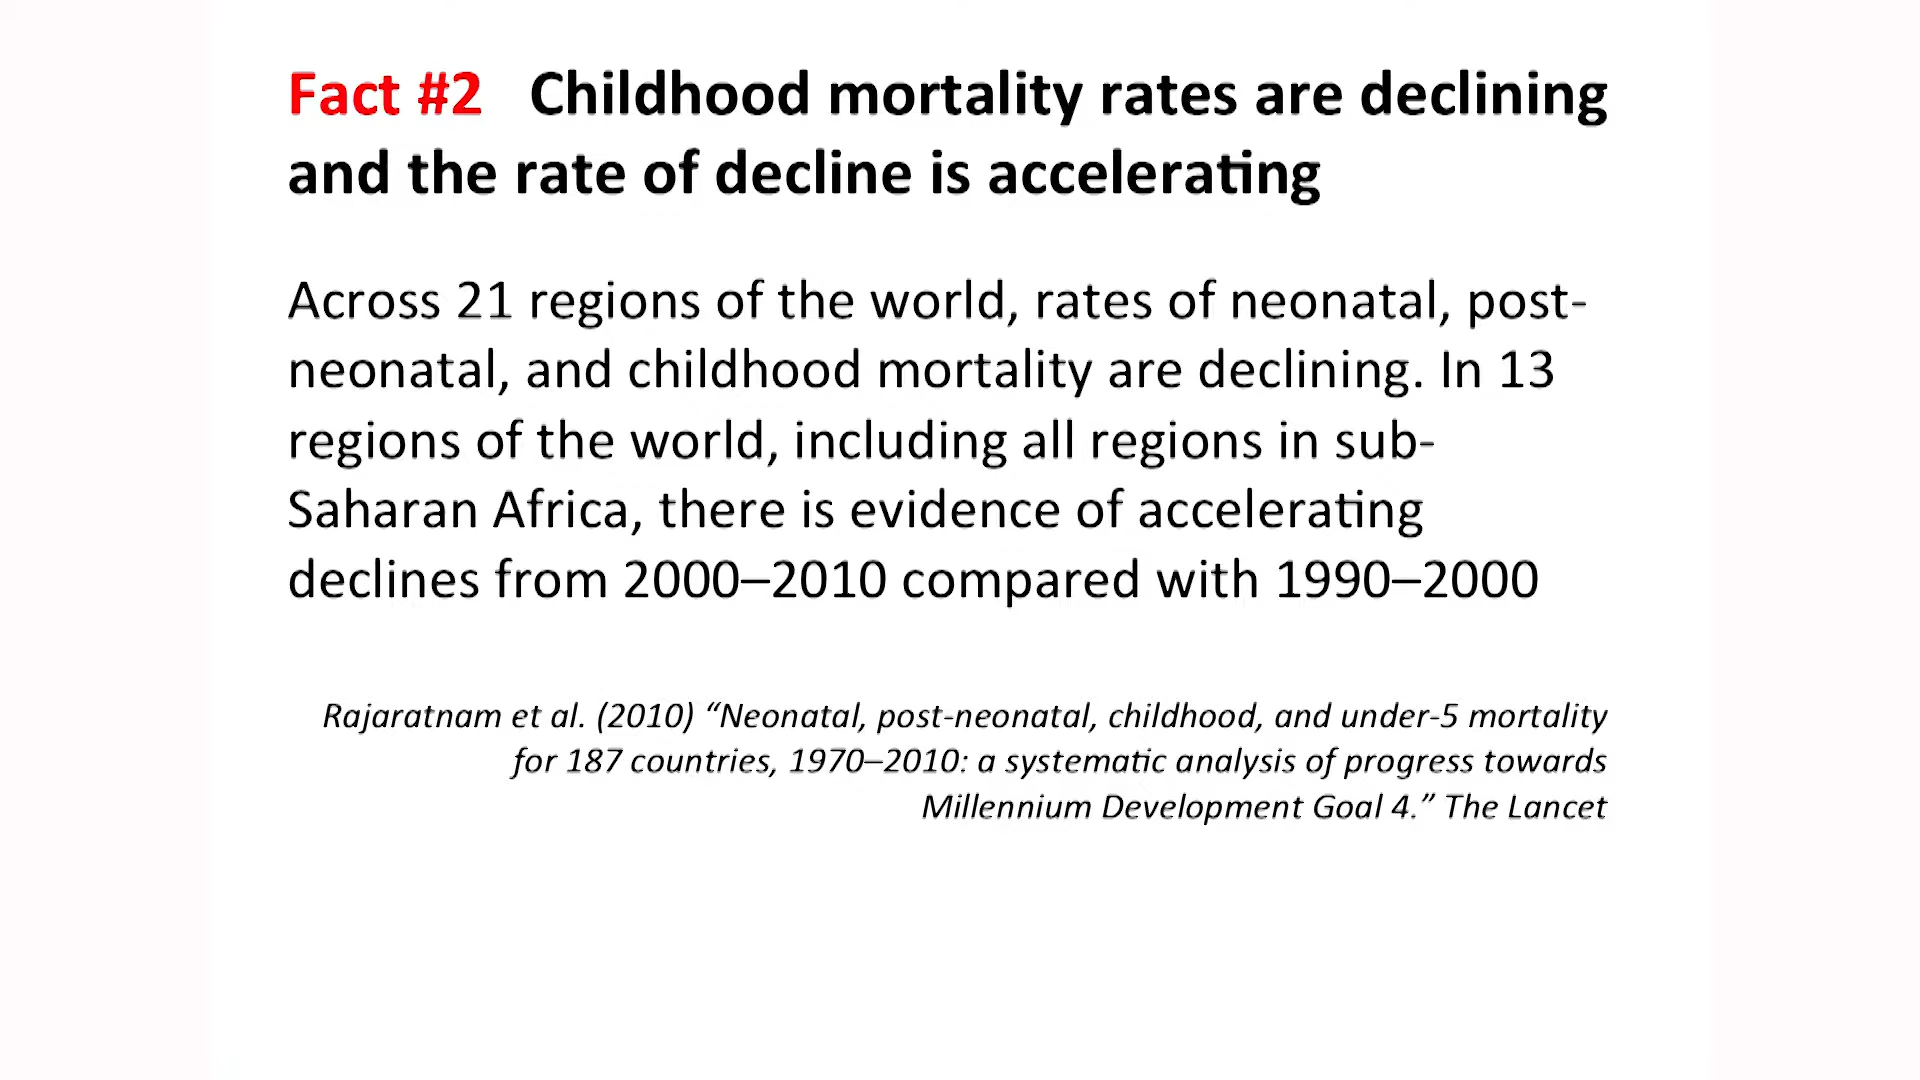 Fact #2 Childhood mortality rates are declining
and the rate of decline is accelerating
Across 21 regions of the world, rates of neonatal, post-
neonatal, and childhood mortality are declining. In 13
regions of the world, including all regions in sub-
Saharan Africa, there is evidence of accelerating
declines from 2000–2010 compared with 1990–2000
Rajaratnam et al. (2010) “Neonatal, post-neonatal, childhood, and under-5 mortality
for 187 countries, 1970–2010: a systematic analysis of progress towards
Millennium Development Goal 4.” The Lancet